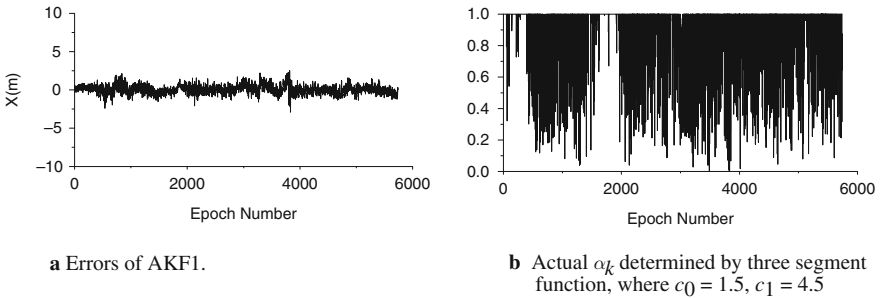 10
5
0
−5
−10
X(m)
0 2000 4000 6000
Epoch Number
a Errors of AKF1.
1.0
0.8
0.6
0.4
0.2
0.0
0 2000 4000 6000
Epoch Number
b Actual αk determined by three segment
function, where c0 = 1.5, c1 = 4.5